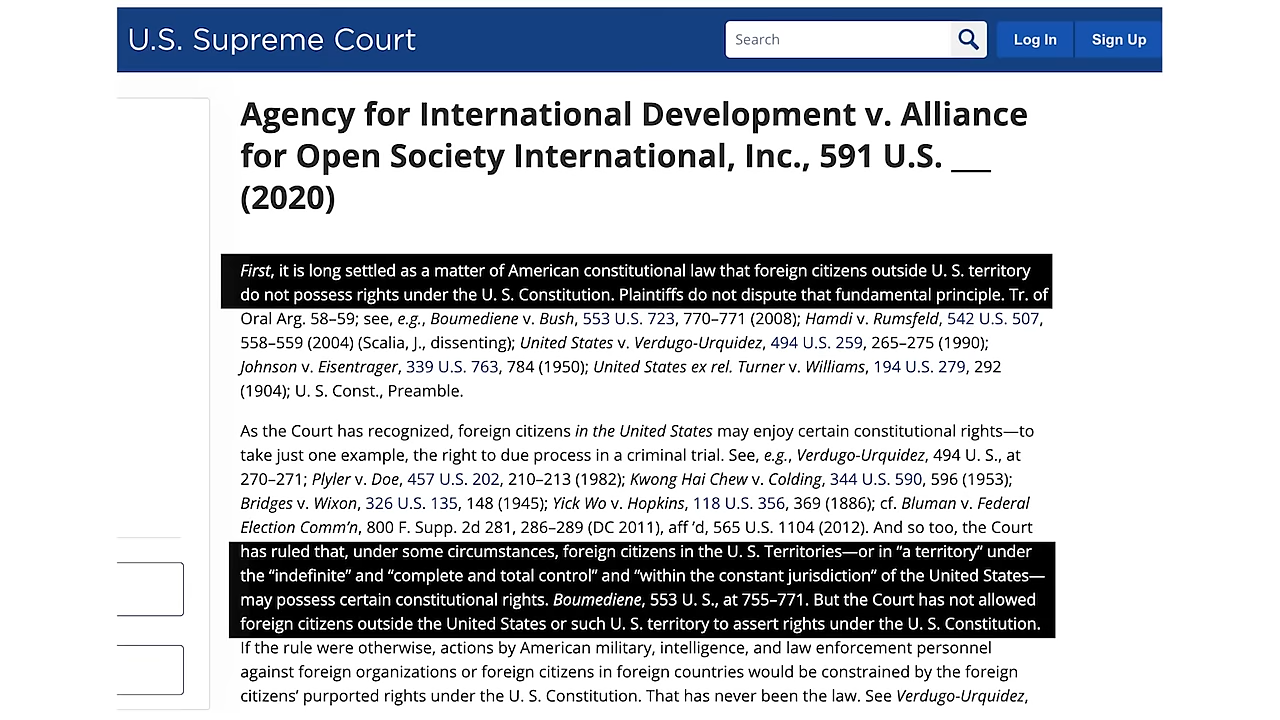 U.S. Supreme Court
Search
Log In
Sign Up
Agency for International Development v. Alliance
for Open Society International, Inc., 591 U.S. ___
(2020)
First, it is long settled as a matter of American constitutional law that foreign citizens outside U. S. territory
do not possess rights under the U. S. Constitution. Plaintiffs do not dispute that fundamental principle. Tr. of
Oral Arg. 58–59; see, e.g., Boumediene v. Bush, 553 U.S. 723, 770–771 (2008); Hamdi v. Rumsfeld, 542 U.S. 507,
558–559 (2004) (Scalia, J., dissenting); United States v. Verdugo-Urquidez, 494 U.S. 259, 265–275 (1990);
Johnson v. Eisentrager, 339 U.S. 763, 784 (1950); United States ex rel. Turner v. Williams, 194 U.S. 279, 292
(1904); U. S. Const., Preamble.
As the Court has recognized, foreign citizens in the United States may enjoy certain constitutional rights—to
take just one example, the right to due process in a criminal trial. See, e.g., Verdugo-Urquidez, 494 U. S., at
270–271; Plyler v. Doe, 457 U.S. 202, 210–213 (1982); Kwong Hai Chew v. Colding, 344 U.S. 590, 596 (1953);
Bridges v. Wixon, 326 U.S. 135, 148 (1945); Yick Wo v. Hopkins, 118 U.S. 356, 369 (1886); cf. Bluman v. Federal
Election Comm’n, 800 F. Supp. 2d 281, 286–289 (DC 2011), aff ’d, 565 U.S. 1104 (2012). And so too, the Court
has ruled that, under some circumstances, foreign citizens in the U. S. Territories—or in “a territory” under
the “indefinite” and “complete and total control” and “within the constant jurisdiction” of the United States—
may possess certain constitutional rights. Boumediene, 553 U. S., at 755–771. But the Court has not allowed
foreign citizens outside the United States or such U. S. territory to assert rights under the U. S. Constitution.
If the rule were otherwise, actions by American military, intelligence, and law enforcement personnel
against foreign organizations or foreign citizens in foreign countries would be constrained by the foreign
citizens’ purported rights under the U. S. Constitution. That has never been the law. See Verdugo-Urquidez,